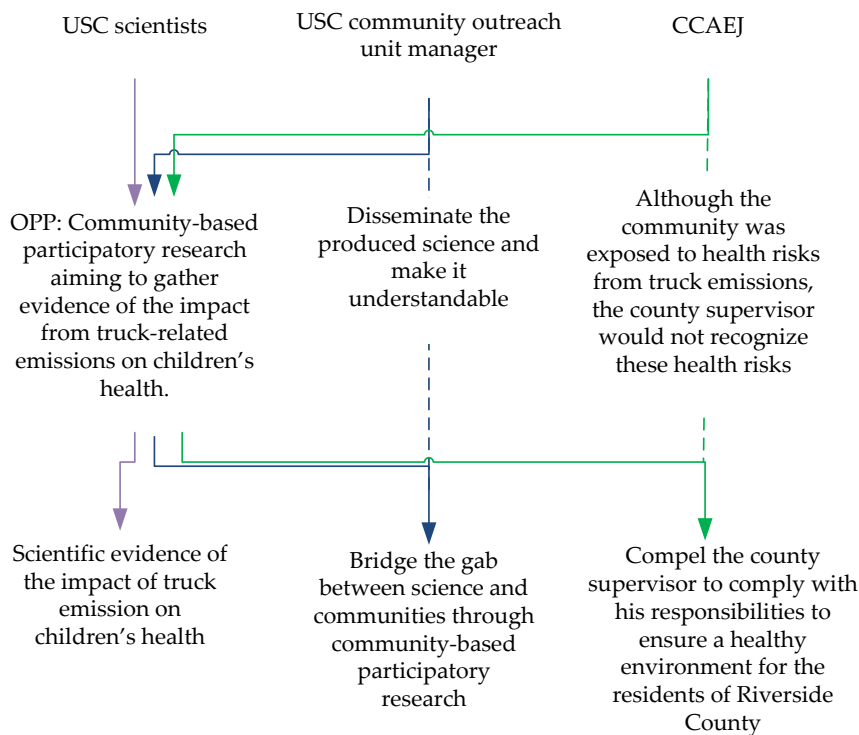 USC scientists
USC community outreach
unit manager
CCAEJ
OPP: Community-based
participatory research
aiming to gather
evidence of the impact
from truck-related
emissions on children’s
health.
Disseminate the
produced science and
make it
understandable
Although the
community was
exposed to health risks
from truck emissions,
the county supervisor
would not recognize
these health risks
Scientific evidence of
the impact of truck
emission on
children’s health
Bridge the gab
between science and
communities through
community-based
participatory
research
Compel the county
supervisor to comply with
his responsibilities to
ensure a healthy
environment for the
residents of Riverside
County